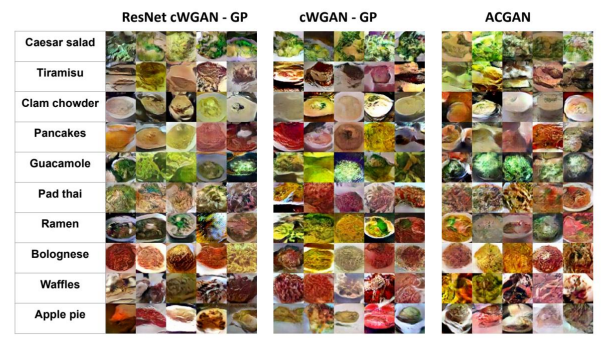 ResNet cWGAN - GP cWGAN - GP ACGAN
Caesar salad
Tiramisu
Clam chowder
Pancakes
Guacamole
Pad thai
Ramen
Bolognese
Waffles
Apple pie